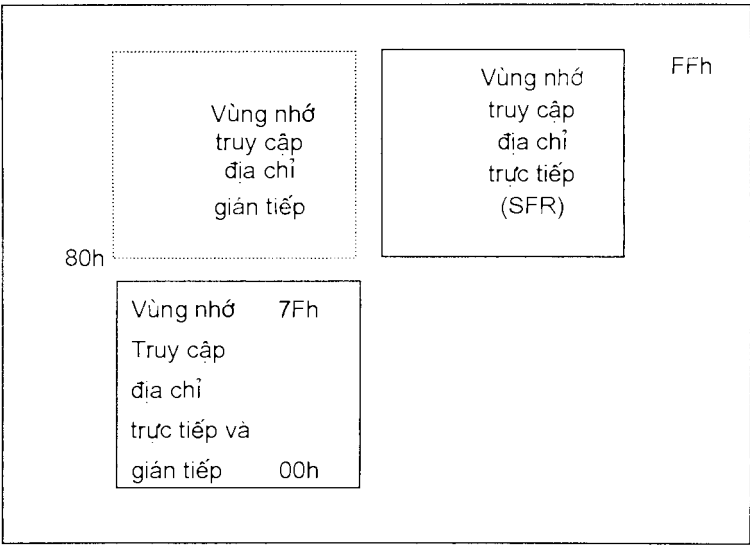 Vùng nhớ
truy cập
địa chỉ
gián tiếp
Vùng nhớ
truy cập
địa chỉ
trực tiếp
(SFR)
FFh
80h
Vùng nhớ 7Fh
Truy cập
địa chỉ
trực tiếp và
gián tiếp 00h